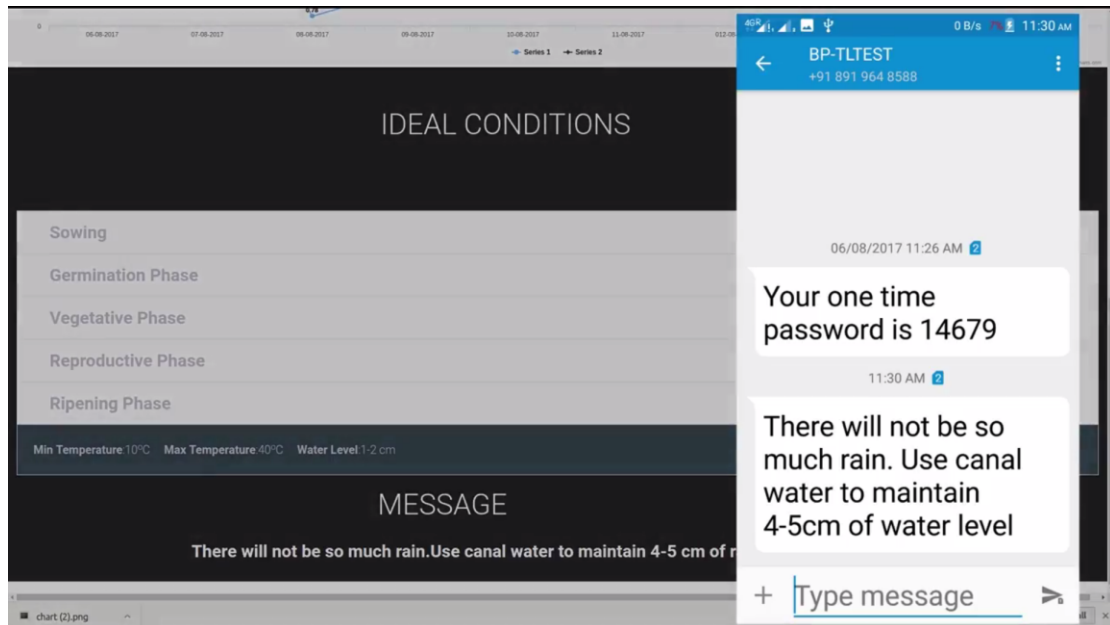 0
06-08-2017
07-08-2017
08-08-2017
09-08-2017
10-08-2017
11-08-2017
Series 1
Series 2
IDEAL CONDITIONS
Sowing
Germination Phase
Vegetative Phase
Reproductive Phase
Ripening Phase
Min Temperature:10°C Max Temperature:40°C Water Level:1-2 cm
MESSAGE
There will not be so much rain.Use canal water to maintain 4-5 cm of
chart (2).png
0 B/s 11:30 AM
BP-TLTEST
+91 891 964 8588
06/08/2017 11:26 AM 2
Your one time
password is 14679
11:30 AM 2
There will not be so
much rain. Use canal
water to maintain
4-5cm of water level
Type message